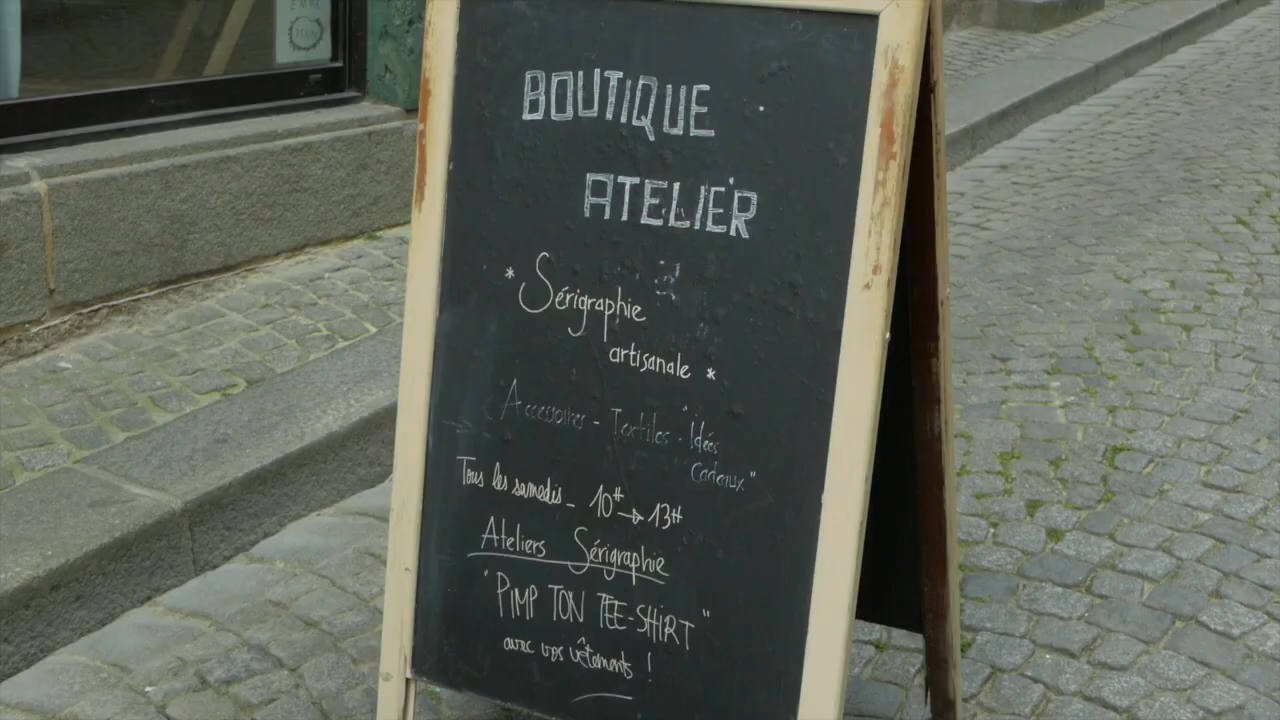 BOUTIQUE
ATELIER
* Sérigraphie
artisanale *
Accessoires - Textiles - "Idées
Cadeaux"
Tous les samedis - 10H → 13H
Ateliers Sérigraphie
"PIMP TON TEE-SHIRT"
avec vos vêtements !